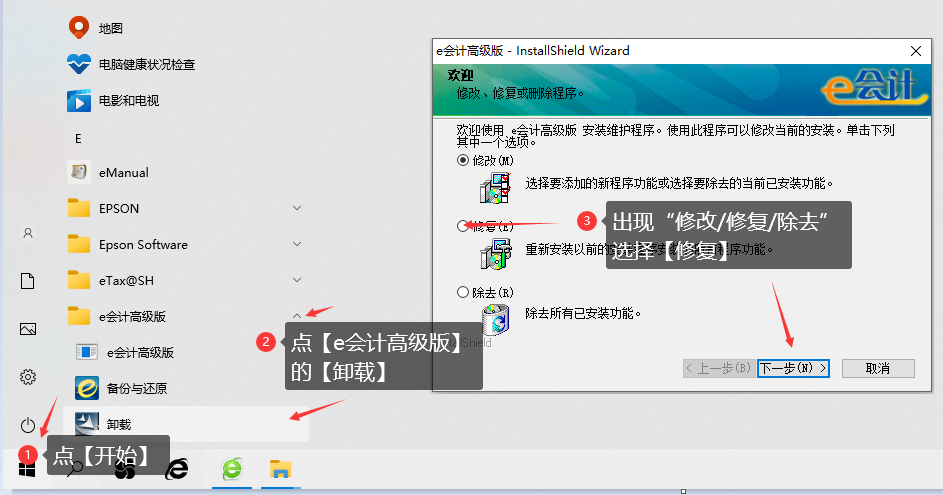 地图
电脑健康状况检查
电影和电视
E
eManual
EPSON
Epson Software
eTax@SH
e会计高级版
e会计高级版
备份与还原
卸载
1 点【开始】
2 点【e会计高级版】
的【卸载】
e会计高级版 - InstallShield Wizard
欢迎
修改、修复或删除程序。
e会计
欢迎使用 e会计高级版 安装维护程序。使用此程序可以修改当前的安装。单击下列
其中一个选项。
修改(M)
选择要添加的新程序功能或选择要除去的当前已安装功能。
修复(E)
重新安装以前的
程序功能。
3 出现“修改/修复/除去”
选择【修复】
除去(R)
除去所有已安装功能。
allShield
< 上一步(B)
下一步(N) >
取消